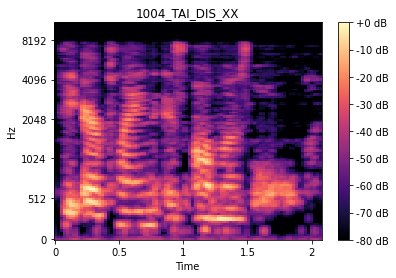 1004_TAI_DIS_XX
8192
4096
2048
1024
512
0
Hz
0
0.5
1
1.5
2
Time
+0 dB
-10 dB
-20 dB
-30 dB
-40 dB
-50 dB
-60 dB
-70 dB
-80 dB